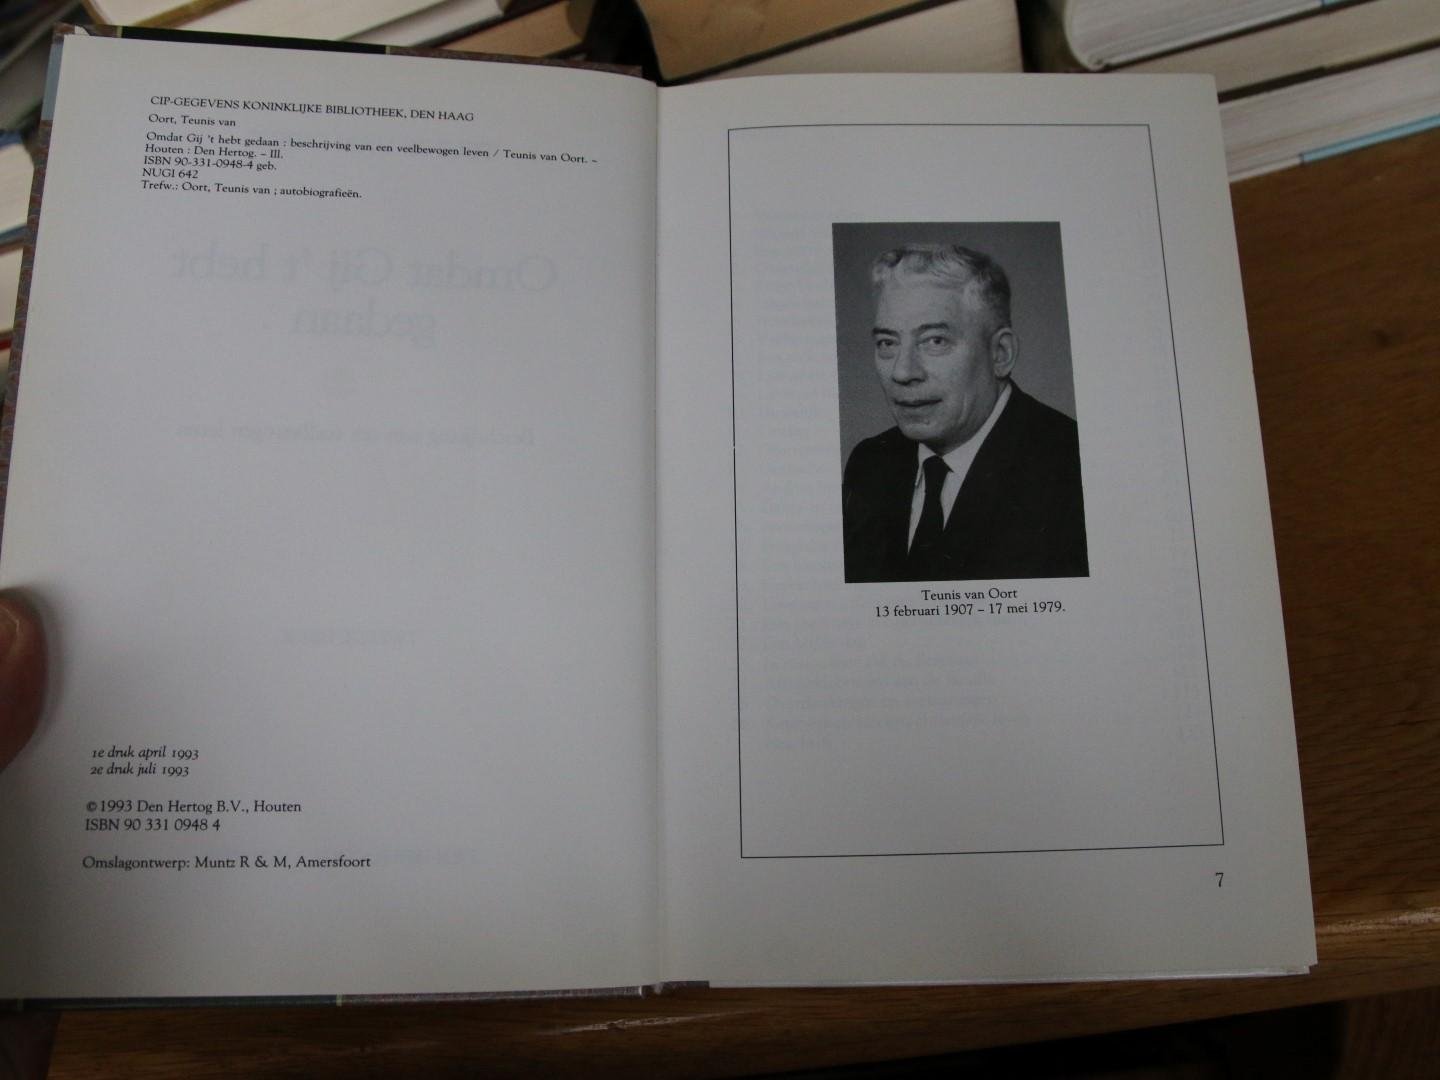 CIP-GEGEVENS KONINKLIJKE BIBLIOTHEEK, DEN HAAG
Oort, Teunis van
Omdat Gij 't hebt gedaan : beschrijving van een veelbewogen leven / Teunis van Oort. –
Houten : Den Hertog. – Ill.
ISBN 90-331-0948-4 geb.
NUGI 642
Trefw.: Oort, Teunis van ; autobiografieën.
1e druk april 1993
2e druk juli 1993
© 1993 Den Hertog B.V., Houten
ISBN 90 331 0948 4
Omslagontwerp: Muntz R & M, Amersfoort
Teunis van Oort
13 februari 1907 – 17 mei 1979.
7